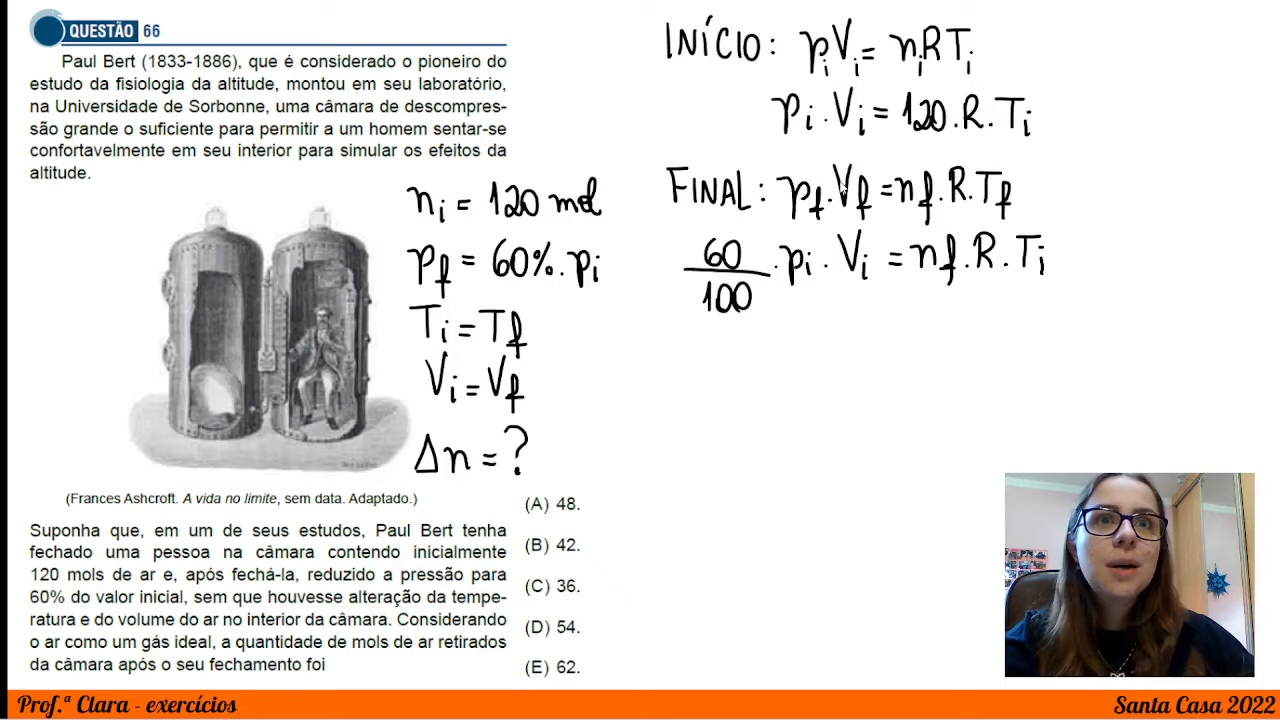 QUESTÃO 66
Paul Bert (1833-1886), que é considerado o pioneiro do
estudo da fisiologia da altitude, montou em seu laboratório,
na Universidade de Sorbonne, uma câmara de descompres-
são grande o suficiente para permitir a um homem sentar-se
confortavelmente em seu interior para simular os efeitos da
altitude.
(Frances Ashcroft. A vida no limite, sem data. Adaptado.)
Suponha que, em um de seus estudos, Paul Bert tenha
fechado uma pessoa na câmara contendo inicialmente
120 mols de ar e, após fechá-la, reduzido a pressão para
60% do valor inicial, sem que houvesse alteração da tempe-
ratura e do volume do ar no interior da câmara. Considerando
o ar como um gás ideal, a quantidade de mols de ar retirados
da câmara após o seu fechamento foi
(A) 48.
(B) 42.
(C) 36.
(D) 54.
(E) 62.
ni = 120 mol
pf = 60%.pi
Ti = Tf
Vi = Vf
Δn = ?
INÍCIO: piVi = niRTi
pi.Vi = 120.R.Ti
FINAL: pf.Vf = nf.R.Tf
60/100 .pi.Vi = nf.R.Ti
Prof.ª Clara - exercícios
Santa Casa 2022